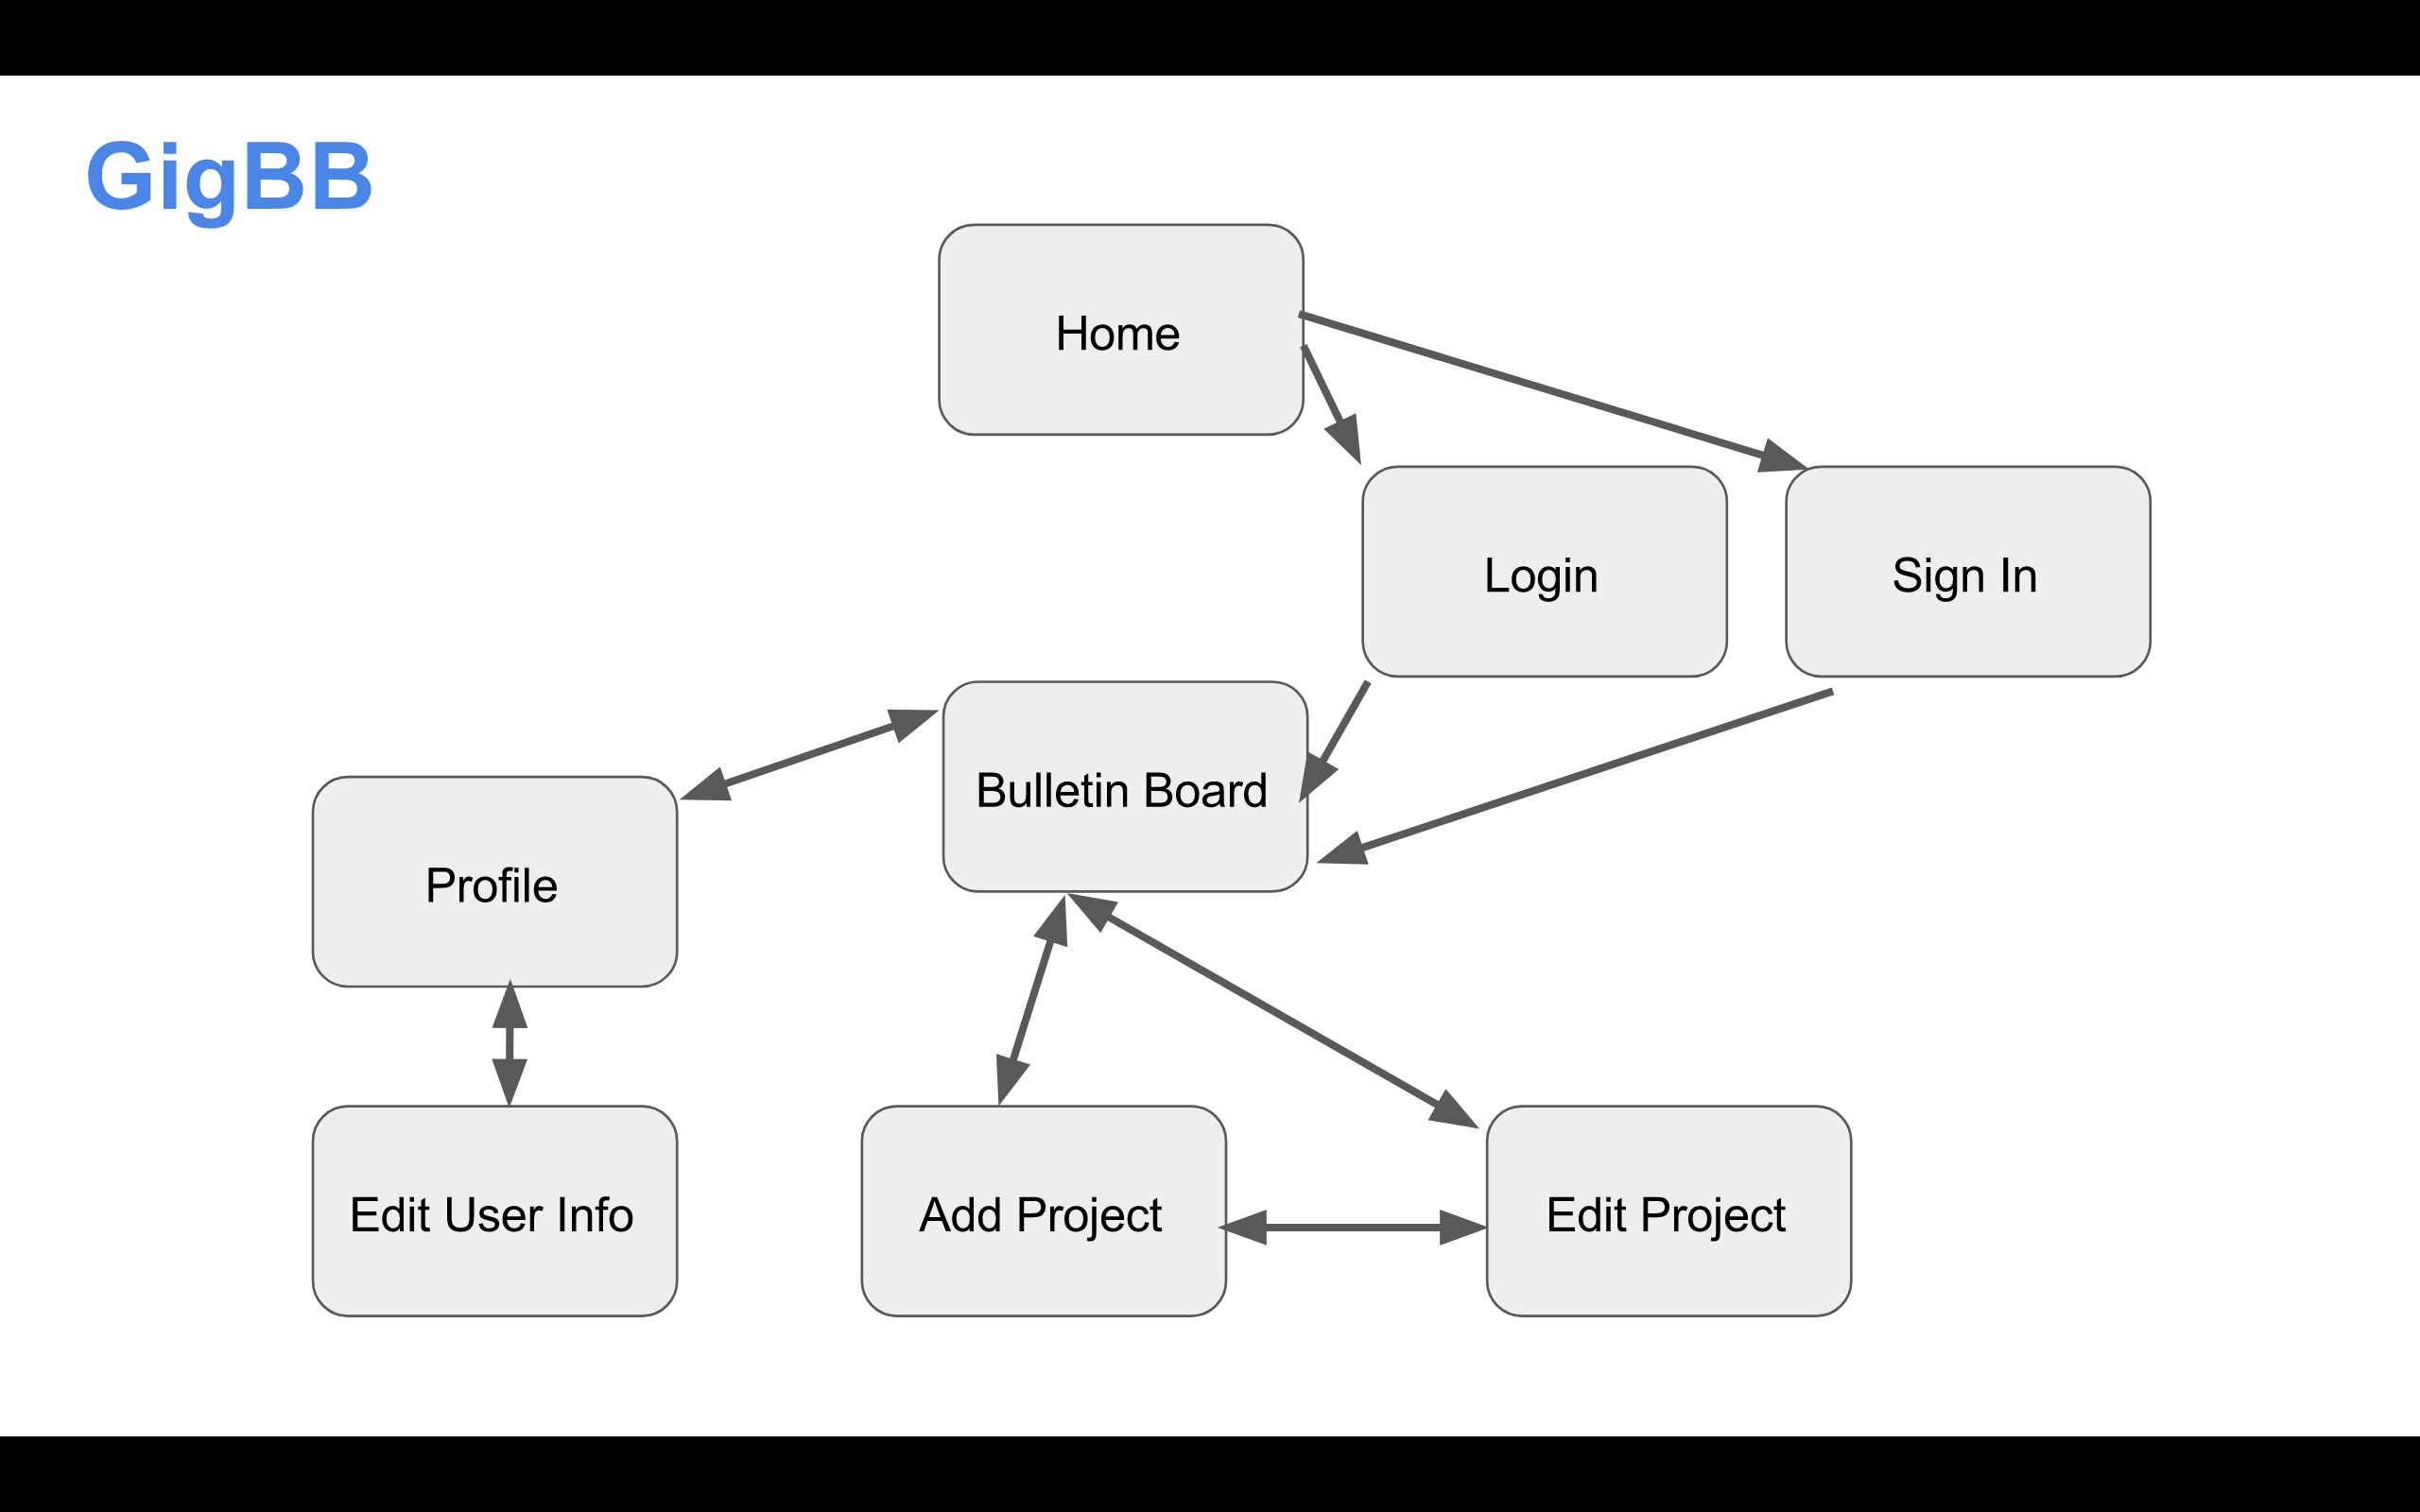 GigBB
Home
Login
Sign In
Bulletin Board
Profile
Edit User Info
Add Project
Edit Project